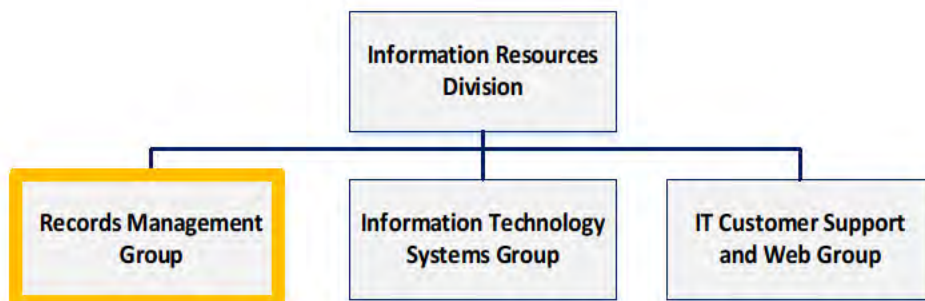 Information Resources
Division
Records Management
Group
Information Technology
Systems Group
IT Customer Support
and Web Group